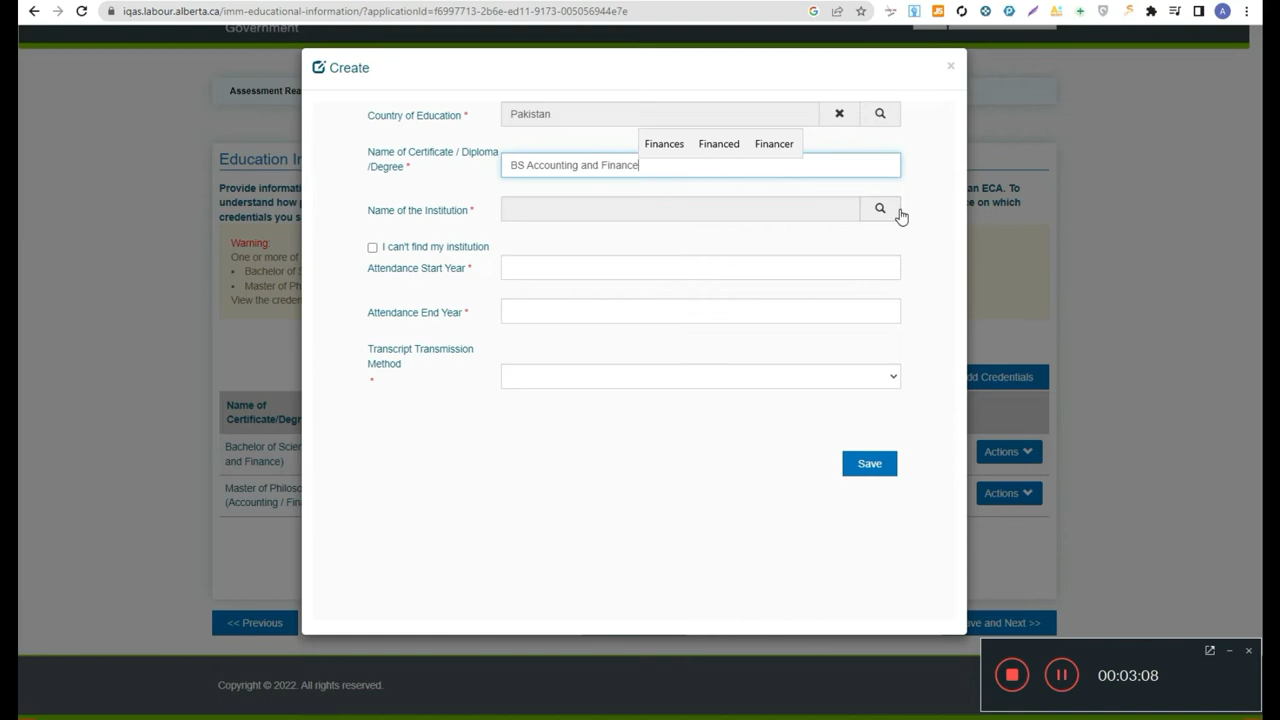 iqas.labour.alberta.ca/imm-educational-information/?applicationId=f6997713-2b6e-ed11-9173-005056944e7e
Government
Create
×
Assessment Rea
Country of Education *
Pakistan
Finances Financed Financer
Name of Certificate / Diploma
/Degree *
BS Accounting and Finance
Name of the Institution *
I can't find my institution
Attendance Start Year *
Attendance End Year *
Transcript Transmission
Method
*
Save
Education In
Provide informati
an ECA. To
understand how p
ce on which
credentials you s
Warning:
One or more of
• Bachelor of S
• Master of Ph
View the creden
dd Credentials
Name of
Certificate/Degr
Bachelor of Scien
and Finance)
Actions
Master of Philoso
(Accounting / Fin
Actions
<< Previous
ave and Next >>
Copyright © 2022. All rights reserved.
00:03:08